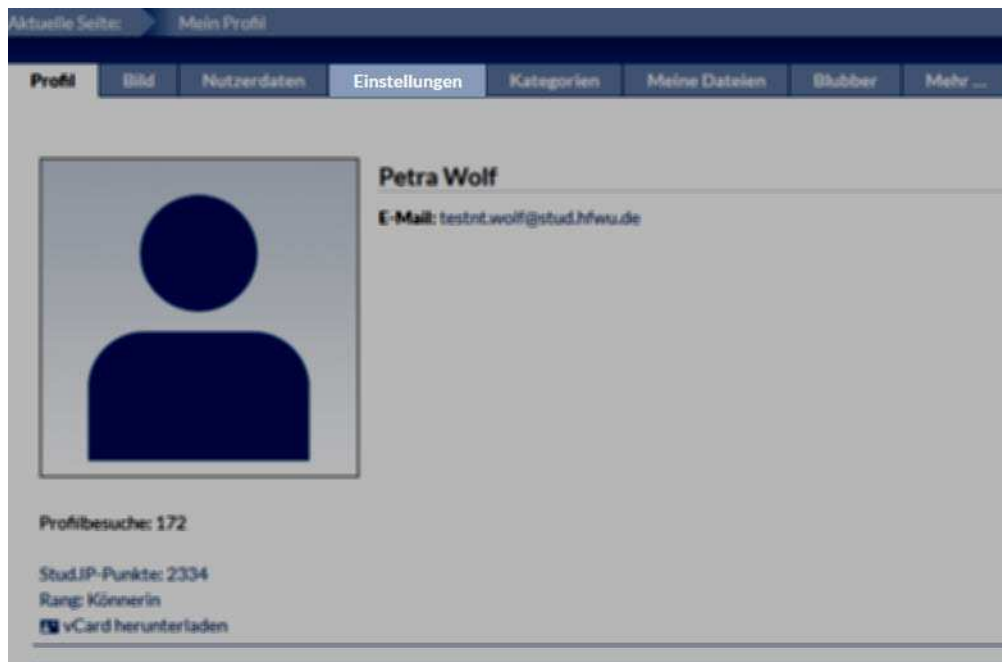 Aktuelle Seite: Mein Profil
Profil Bild Nutzerdaten Einstellungen Kategorien Meine Dateien Blubber Mehr ...
Petra Wolf
E-Mail: testnt.wolf@stud.hfwu.de
Profilbesuche: 172
Stud.IP-Punkte: 2334
Rang: Könnerin
vCard herunterladen